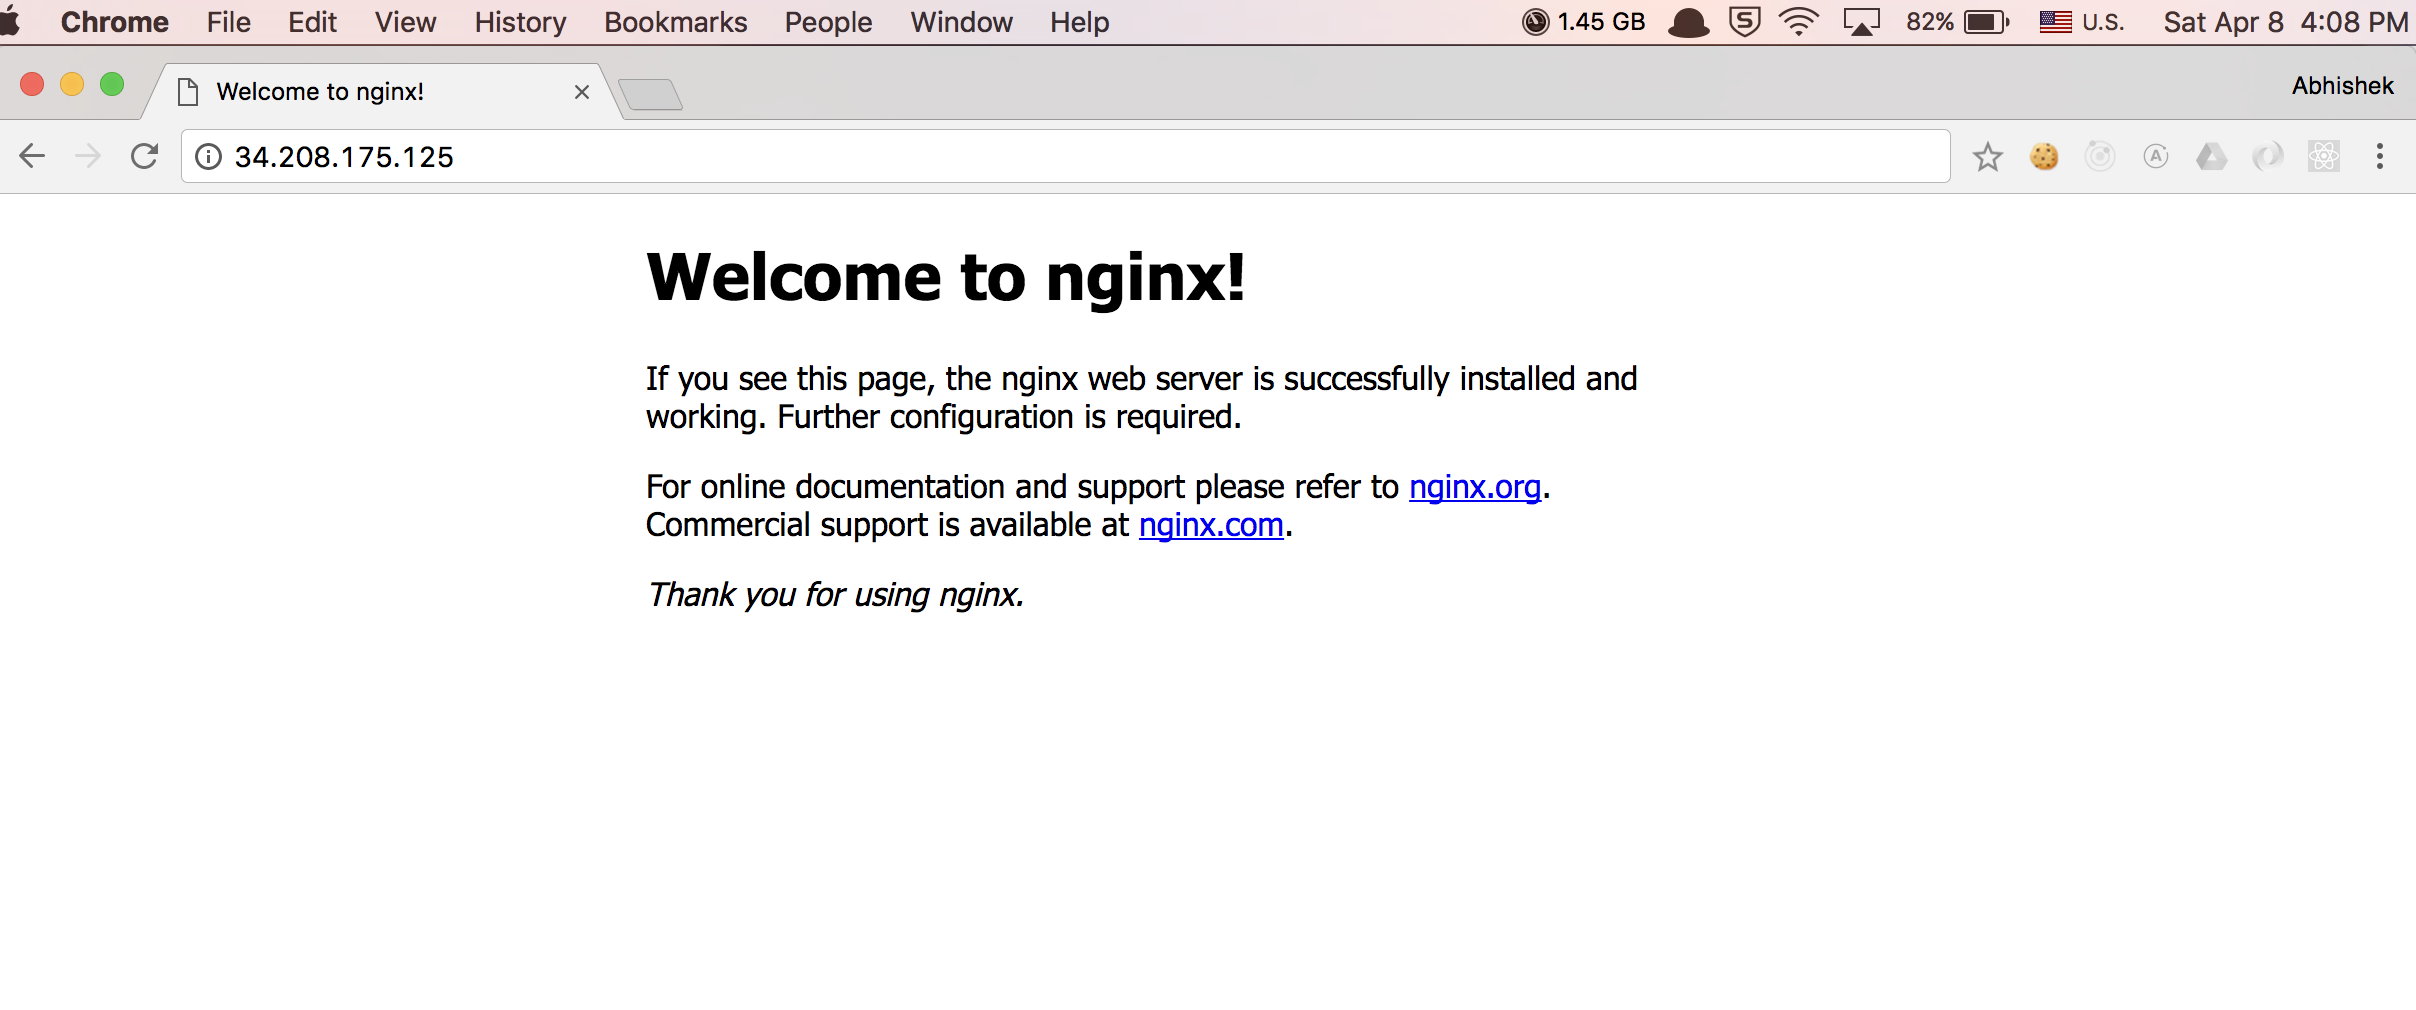 Chrome File Edit View History Bookmarks People Window Help 1.45 GB S 82% U.S. Sat Apr 8 4:08 PM
Welcome to nginx! Abhishek
34.208.175.125 A
Welcome to nginx!
If you see this page, the nginx web server is successfully installed and
working. Further configuration is required.
For online documentation and support please refer to nginx.org.
Commercial support is available at nginx.com.
Thank you for using nginx.